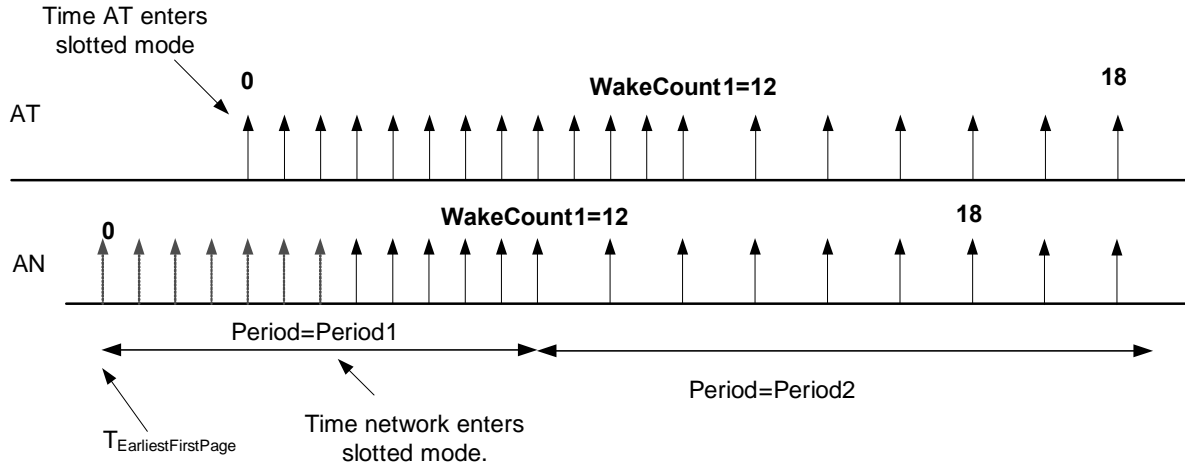 Time AT enters
slotted mode
0
WakeCount1=12
18
AT
0
WakeCount1=12
18
AN
Period=Period1
Period=Period2
Time network enters
slotted mode.
TEarliestFirstPage